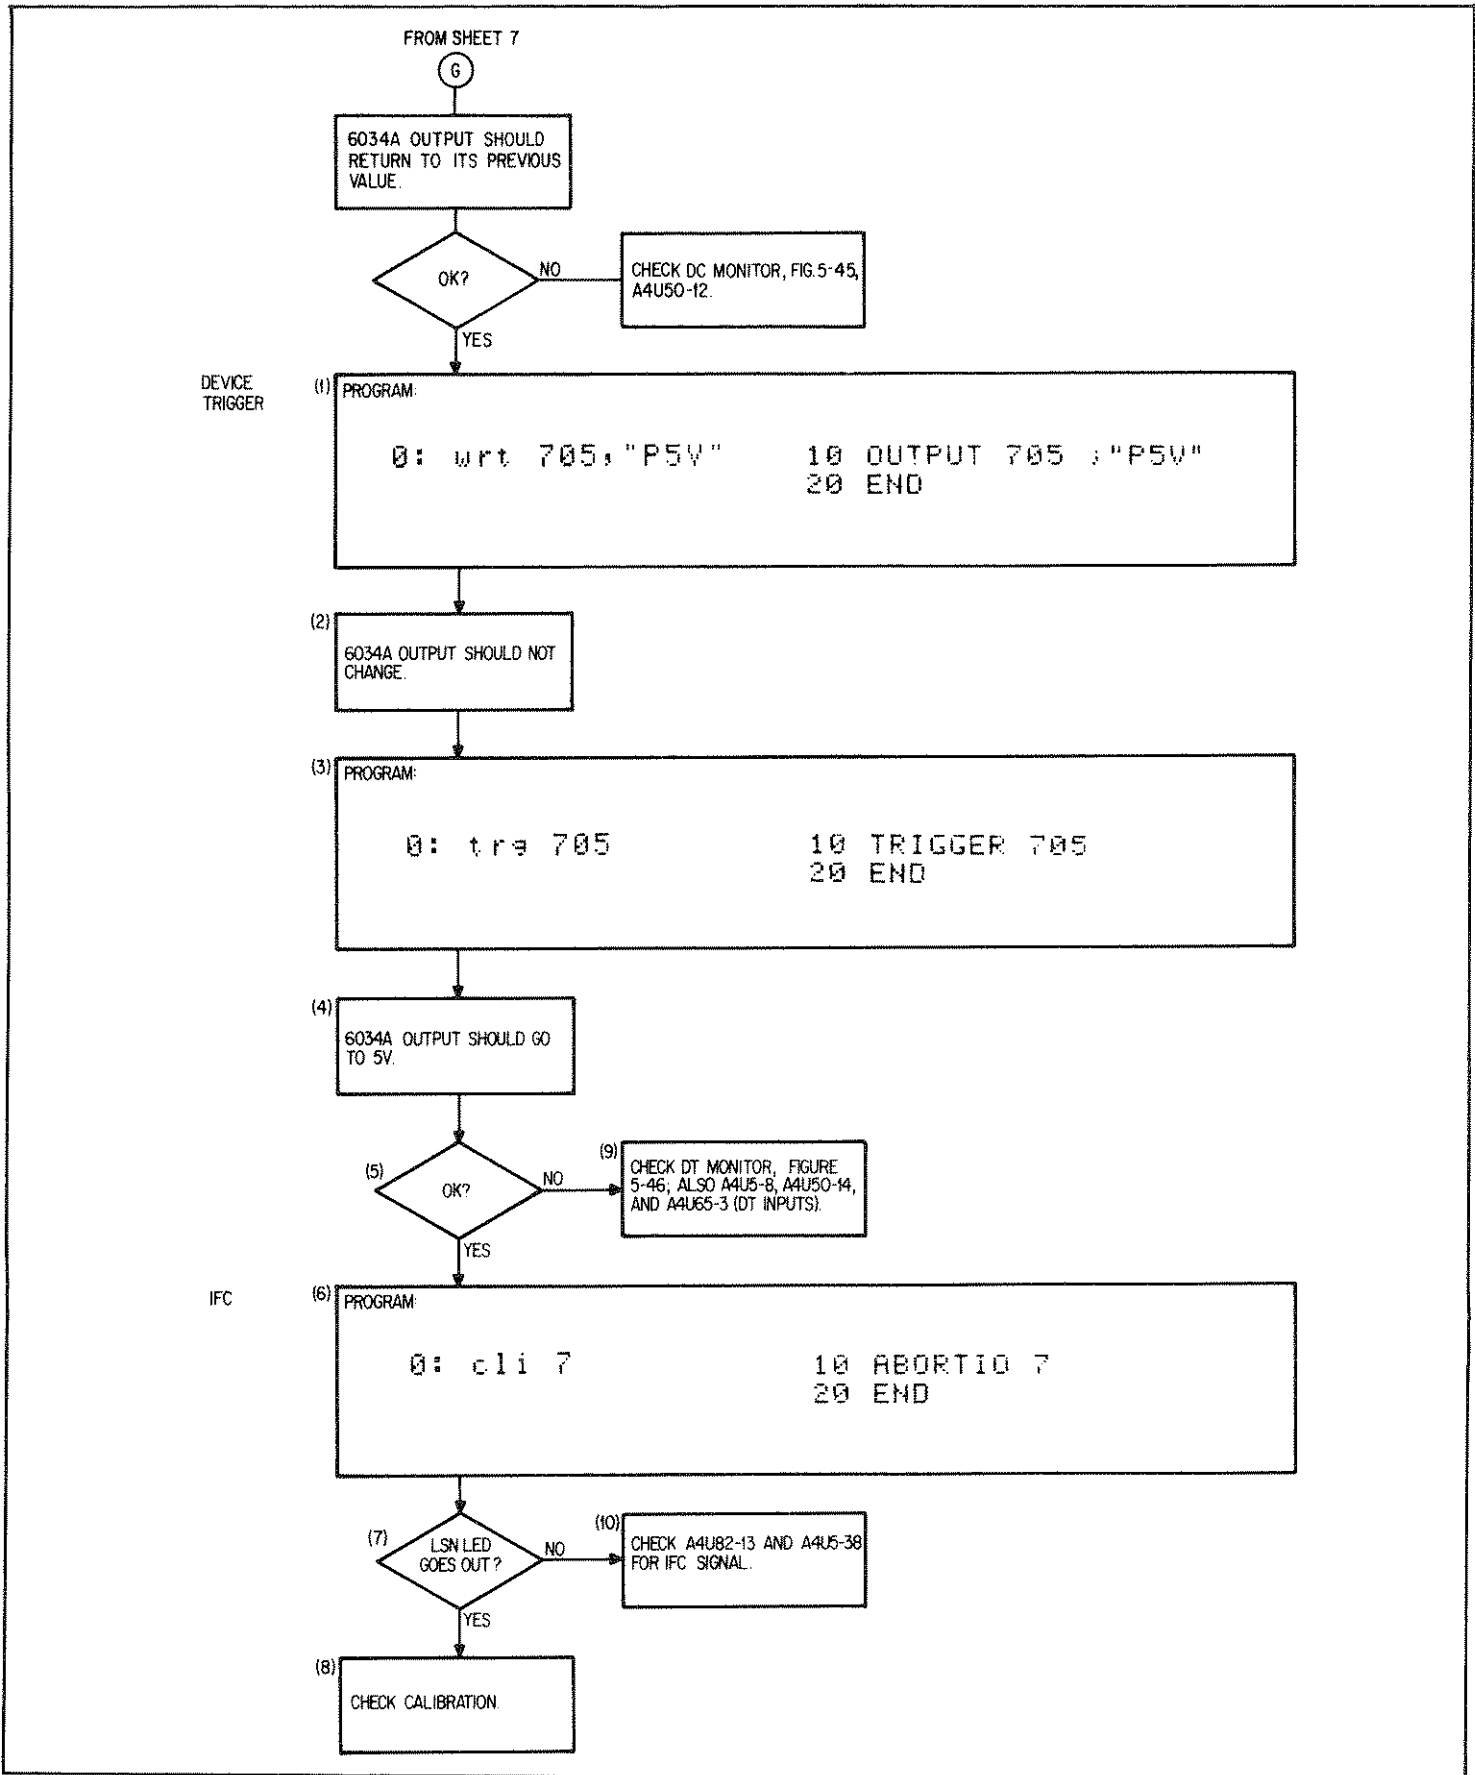 FROM SHEET 7
G
6034A OUTPUT SHOULD
RETURN TO ITS PREVIOUS
VALUE.
OK?
NO
CHECK DC MONITOR, FIG. 5-45,
A4U50-12.
YES
DEVICE
TRIGGER
(1)
PROGRAM:
0: wrt 705,"P5V"
10 OUTPUT 705 ;"P5V"
20 END
(2)
6034A OUTPUT SHOULD NOT
CHANGE.
(3)
PROGRAM:
0: trg 705
10 TRIGGER 705
20 END
(4)
6034A OUTPUT SHOULD GO
TO 5V.
(5)
OK?
NO
(9)
CHECK DT MONITOR, FIGURE
5-46; ALSO A4U5-8, A4U50-14,
AND A4U65-3 (DT INPUTS).
YES
IFC
(6)
PROGRAM:
0: cli 7
10 ABORTIO 7
20 END
(7)
LSN LED
GOES OUT?
NO
(10)
CHECK A4U82-13 AND A4U5-38
FOR IFC SIGNAL.
YES
(8)
CHECK CALIBRATION.